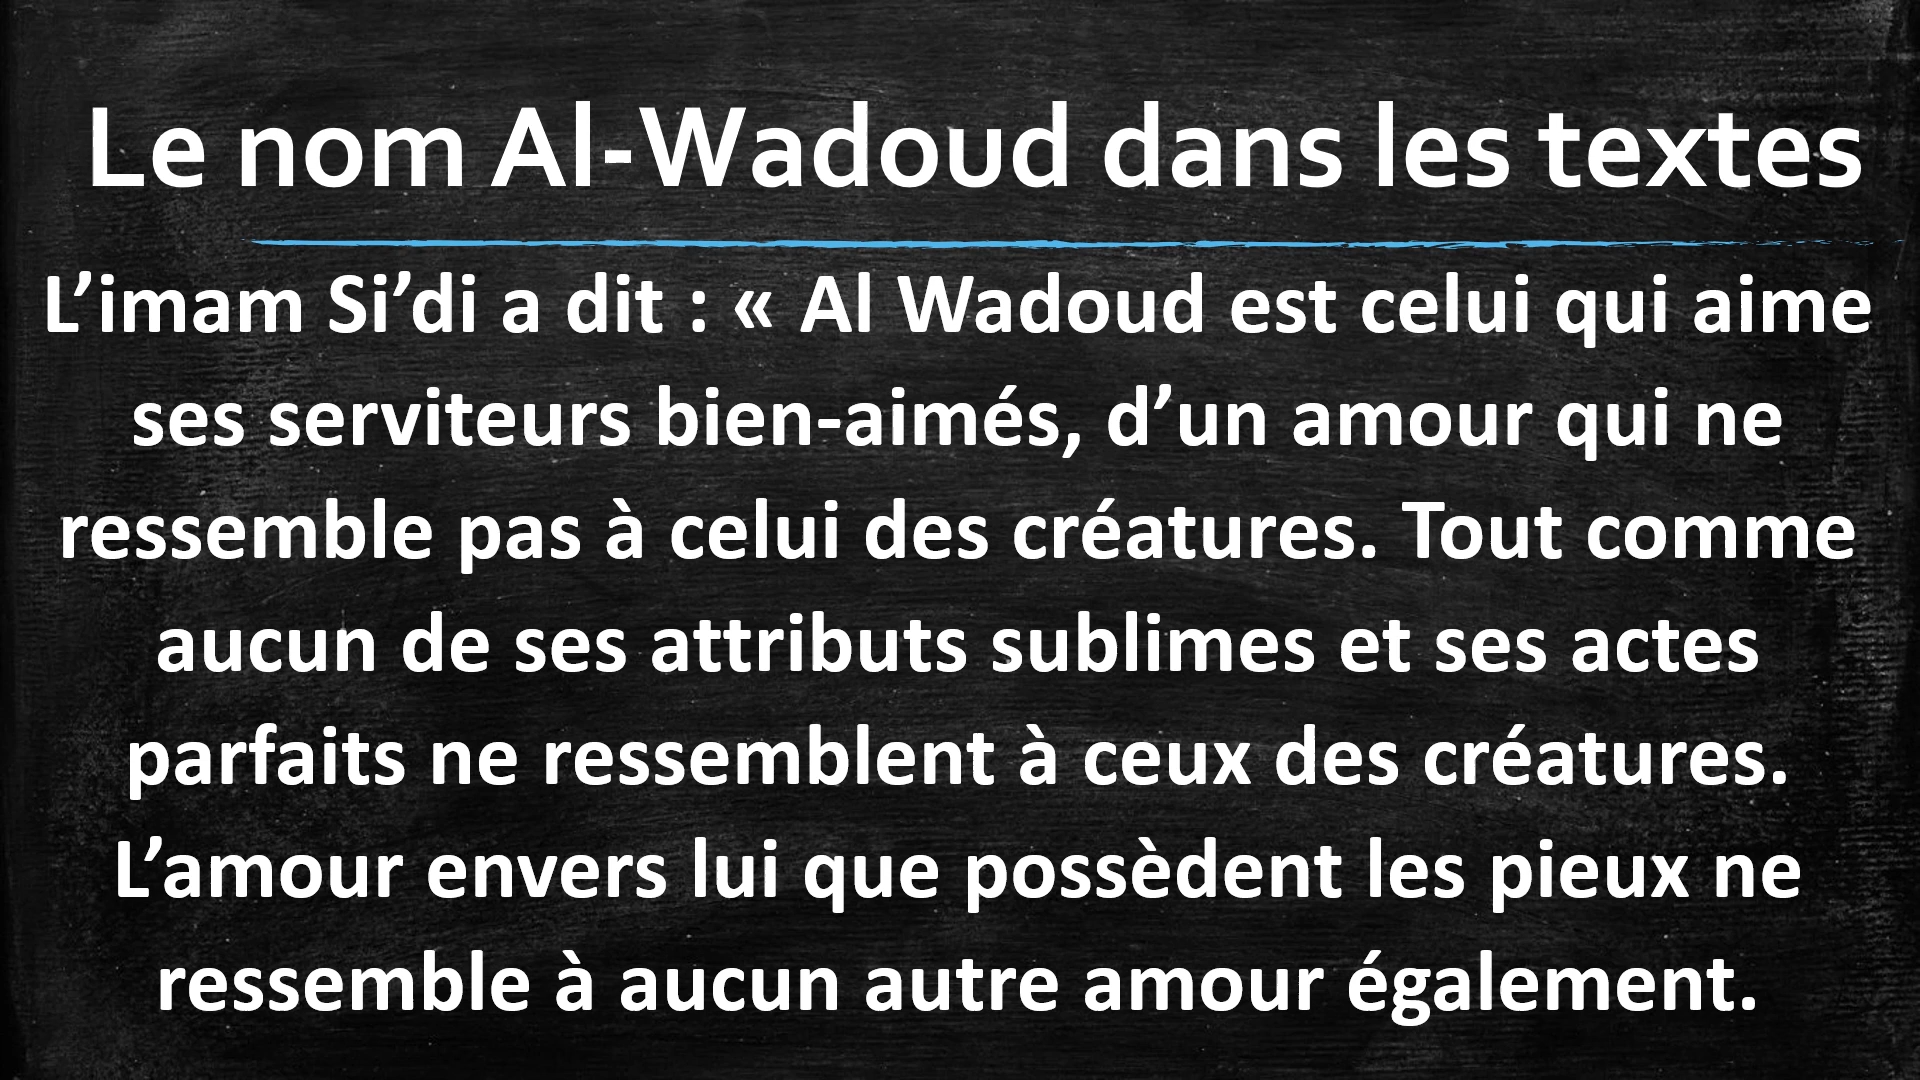 Le nom Al-Wadoud dans les textes
L’imam Si’di a dit : « Al Wadoud est celui qui aime
ses serviteurs bien-aimés, d’un amour qui ne
ressemble pas à celui des créatures. Tout comme
aucun de ses attributs sublimes et ses actes
parfaits ne ressemblent à ceux des créatures.
L’amour envers lui que possèdent les pieux ne
ressemble à aucun autre amour également.